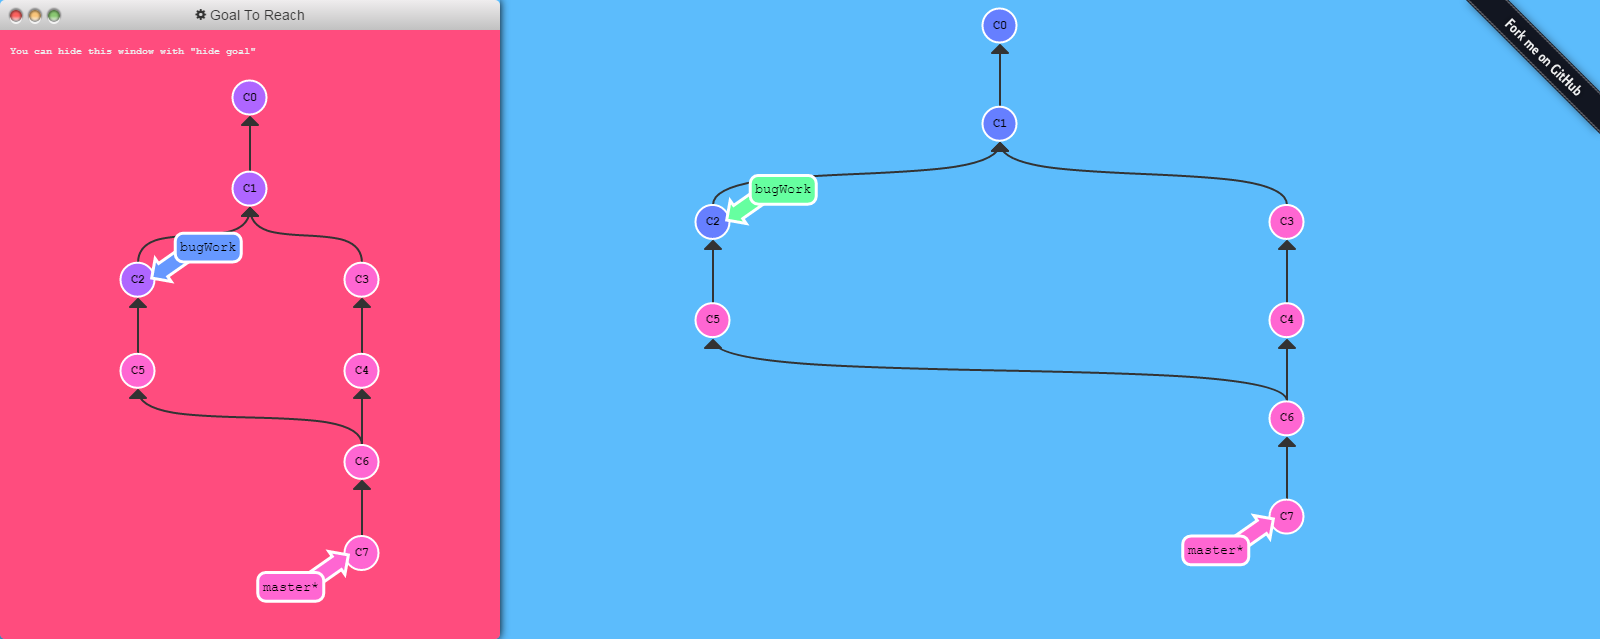 Goal To Reach
You can hide this window with "hide goal"
C0
C1
bugWork
C2
C3
C5
C4
C6
C7
master*
C0
C1
bugWork
C2
C3
C5
C4
C6
C7
master*
Fork me on GitHub